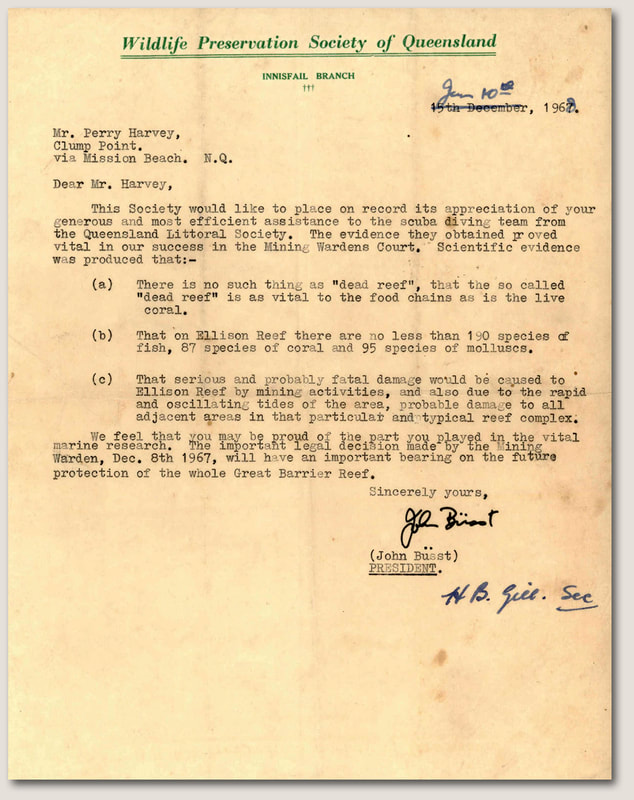 Wildlife Preservation Society of Queensland
INNISFAIL BRANCH
†††
Jan 10th
15th December, 1968.
Mr. Perry Harvey,
Clump Point.
via Mission Beach. N.Q.
Dear Mr. Harvey,
This Society would like to place on record its appreciation of your
generous and most efficient assistance to the scuba diving team from
the Queensland Littoral Society. The evidence they obtained proved
vital in our success in the Mining Wardens Court. Scientific evidence
was produced that:-
(a) There is no such thing as "dead reef", that the so called
"dead reef" is as vital to the food chains as is the live
coral.
(b) That on Ellison Reef there are no less than 190 species of
fish, 87 species of coral and 95 species of molluscs.
(c) That serious and probably fatal damage would be caused to
Ellison Reef by mining activities, and also due to the rapid
and oscillating tides of the area, probable damage to all
adjacent areas in that particular and typical reef complex.
We feel that you may be proud of the part you played in the vital
marine research. The important legal decision made by the Mining
Warden, Dec. 8th 1967, will have an important bearing on the future
protection of the whole Great Barrier Reef.
Sincerely yours,
John Büsst
(John Büsst)
PRESIDENT.
H B. Gill. Sec